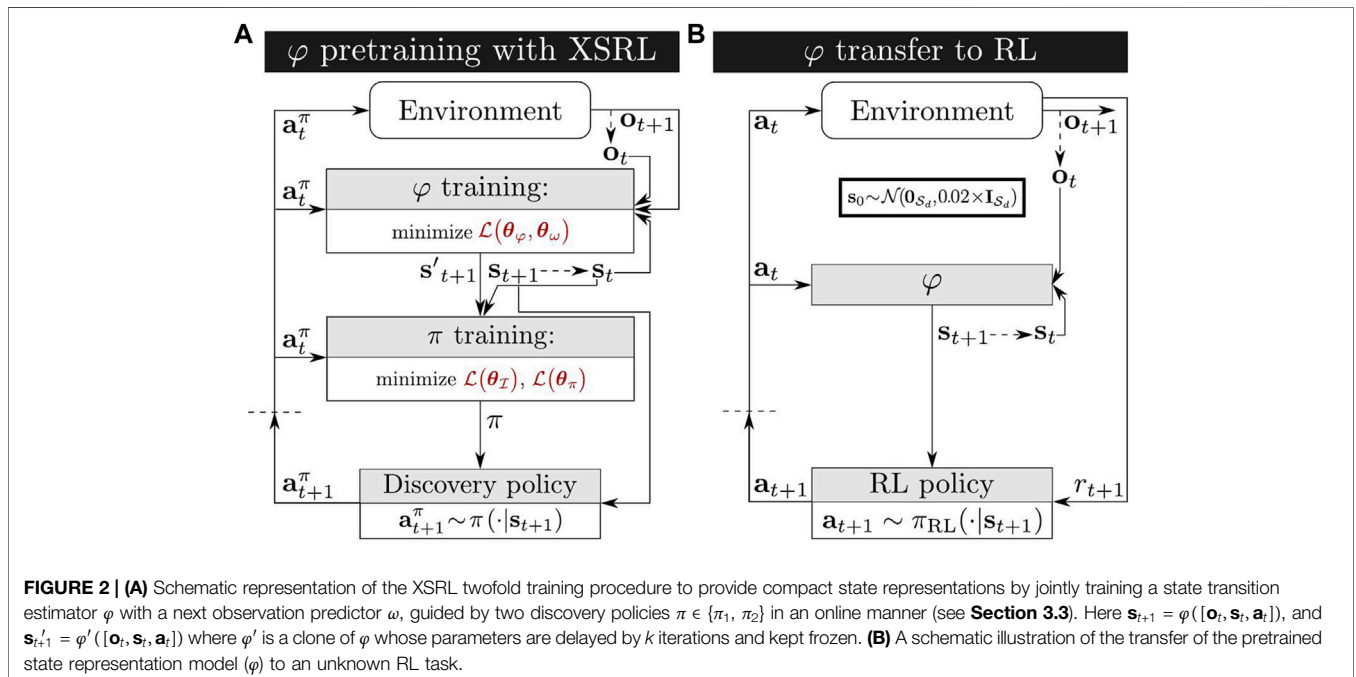 A
φ pretraining with XSRL
Environment
a_t^π
o_{t+1}
o_t
a_t^π
φ training:
minimize 𝓛(θ_φ, θ_ω)
s'_{t+1} s_{t+1} s_t
a_t^π
π training:
minimize 𝓛(θ_𝓘), 𝓛(θ_π)
π
a_{t+1}^π
Discovery policy
a_{t+1}^π ~ π(·|s_{t+1})
B
φ transfer to RL
Environment
a_t
o_{t+1}
o_t
s_0~𝒩(0_{𝒮_d}, 0.02×I_{𝒮_d})
a_t
φ
s_{t+1} s_t
a_{t+1}
RL policy
r_{t+1}
a_{t+1} ~ π_RL(·|s_{t+1})
FIGURE 2 | (A) Schematic representation of the XSRL twofold training procedure to provide compact state representations by jointly training a state transition
estimator φ with a next observation predictor ω, guided by two discovery policies π ∈ {π₁, π₂} in an online manner (see Section 3.3). Here s_{t+1} = φ([o_t, s_t, a_t]), and
s'_{t+1} = φ'([o_t, s_t, a_t]) where φ' is a clone of φ whose parameters are delayed by k iterations and kept frozen. (B) A schematic illustration of the transfer of the pretrained
state representation model (φ) to an unknown RL task.